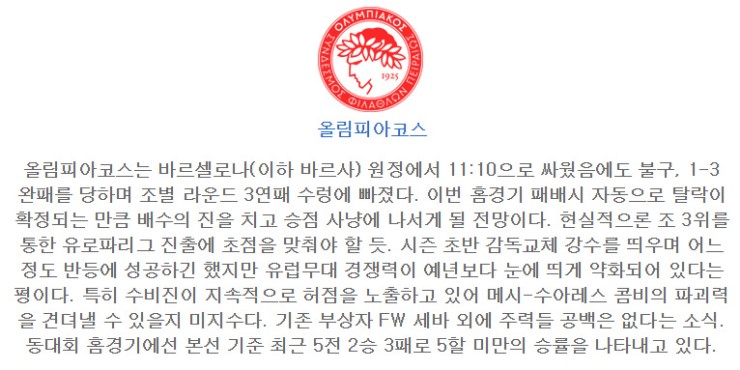 ΟΛΥΜΠΙΑΚΟΣ
ΣΥΝΔΕΣΜΟΣ ΦΙΛΑΘΛΩΝ ΠΕΙΡΑΙΩΣ
1925
올림피아코스
올림피아코스는 바르셀로나(이하 바르사) 원정에서 11:10으로 싸웠음에도 불구, 1-3
완패를 당하며 조별 라운드 3연패 수렁에 빠졌다. 이번 홈경기 패배시 자동으로 탈락이
확정되는 만큼 배수의 진을 치고 승점 사냥에 나서게 될 전망이다. 현실적으론 조 3위를
통한 유로파리그 진출에 초점을 맞춰야 할 듯. 시즌 초반 감독교체 강수를 띄우며 어느
정도 반등에 성공하긴 했지만 유럽무대 경쟁력이 예년보다 눈에 띄게 약화되어 있다는
평이다. 특히 수비진이 지속적으로 허점을 노출하고 있어 메시-수아레스 콤비의 파괴력
을 견뎌낼 수 있을지 미지수다. 기존 부상자 FW 세바 외에 주력들 공백은 없다는 소식.
동대회 홈경기에선 본선 기준 최근 5전 2승 3패로 5할 미만의 승률을 나타내고 있다.